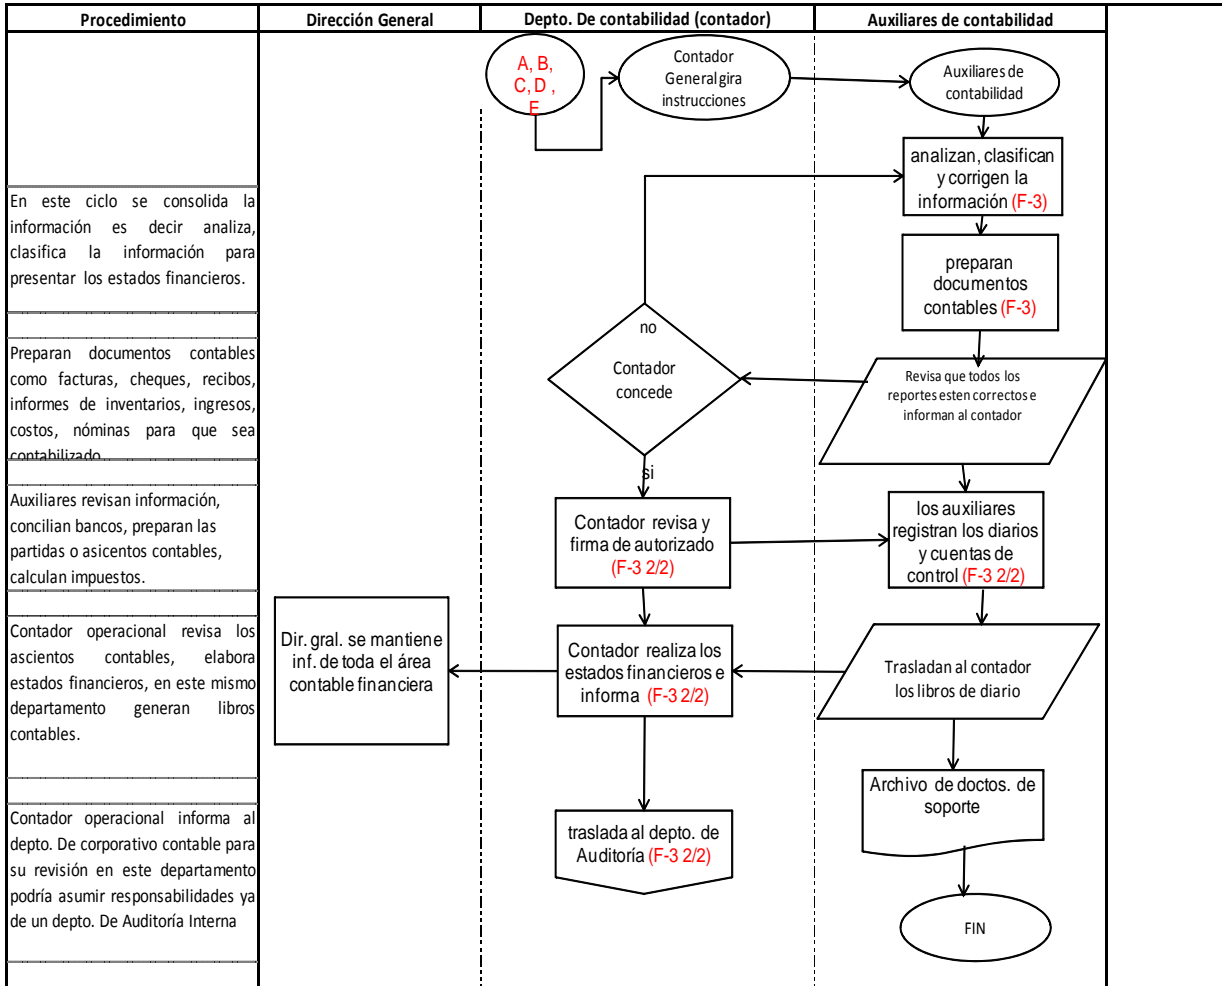 Procedimiento
Dirección General
Depto. De contabilidad (contador)
Auxiliares de contabilidad
En este ciclo se consolida la
información es decir analiza,
clasifica la información para
presentar los estados financieros.
Preparan documentos contables
como facturas, cheques, recibos,
informes de inventarios, ingresos,
costos, nóminas para que sea
contabilizado
Auxiliares revisan información,
concilian bancos, preparan las
partidas o asicentos contables,
calculan impuestos.
Contador operacional revisa los
ascientos contables, elabora
estados financieros, en este mismo
departamento generan libros
contables.
Contador operacional informa al
depto. De corporativo contable para
su revisión en este departamento
podría asumir responsabilidades ya
de un depto. De Auditoría Interna
Dir. gral. se mantiene
inf. de toda el área
contable financiera
A, B,
C, D ,
E
Contador
General gira
instrucciones
no
Contador
concede
si
Contador revisa y
firma de autorizado
(F-3 2/2)
Contador realiza los
estados financieros e
informa (F-3 2/2)
traslada al depto. de
Auditoría (F-3 2/2)
Auxiliares de
contabilidad
analizan, clasifican
y corrigen la
información (F-3)
preparan
documentos
contables (F-3)
Revisa que todos los
reportes esten correctos e
informan al contador
los auxiliares
registran los diarios
y cuentas de
control (F-3 2/2)
Trasladan al contador
los libros de diario
Archivo de doctos. de
soporte
FIN